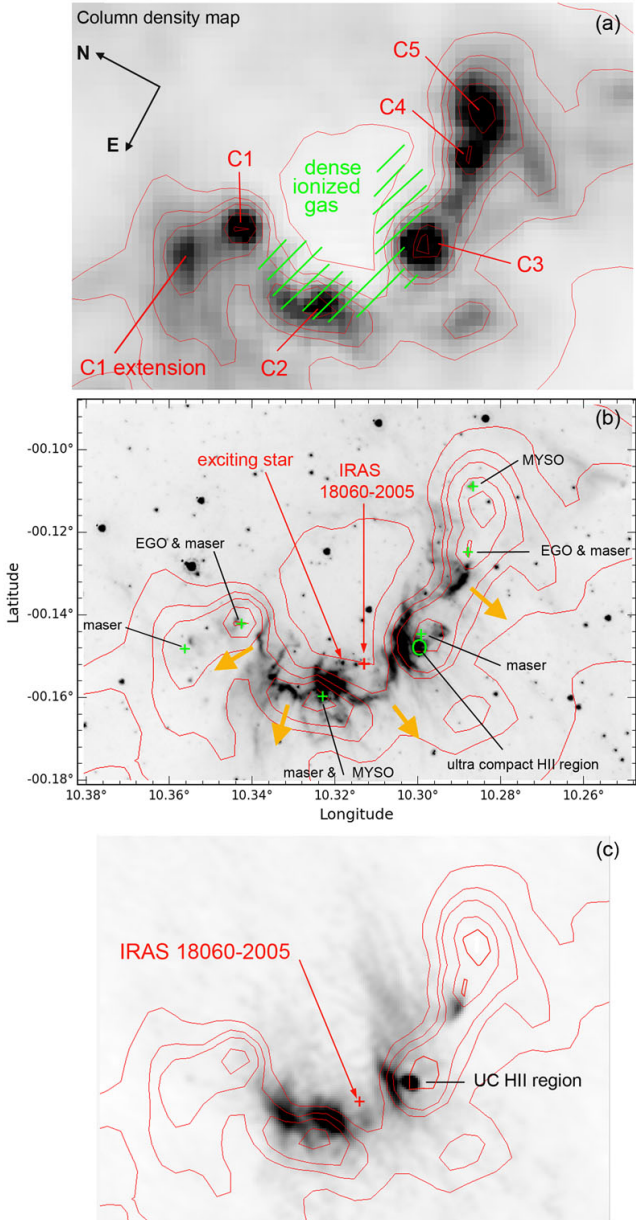 Column density map
(a)
N
E
C5
C4
C1
dense
ionized
gas
C3
C2
C1 extension
(b)
-00.10°
-00.12°
-00.14°
-00.16°
-00.18°
Latitude
exciting star
IRAS
18060-2005
MYSO
EGO & maser
EGO & maser
maser
maser
ultra compact HII region
maser & MYSO
10.38° 10.36° 10.34° 10.32° 10.30° 10.28° 10.26°
Longitude
(c)
IRAS 18060-2005
UC HII region